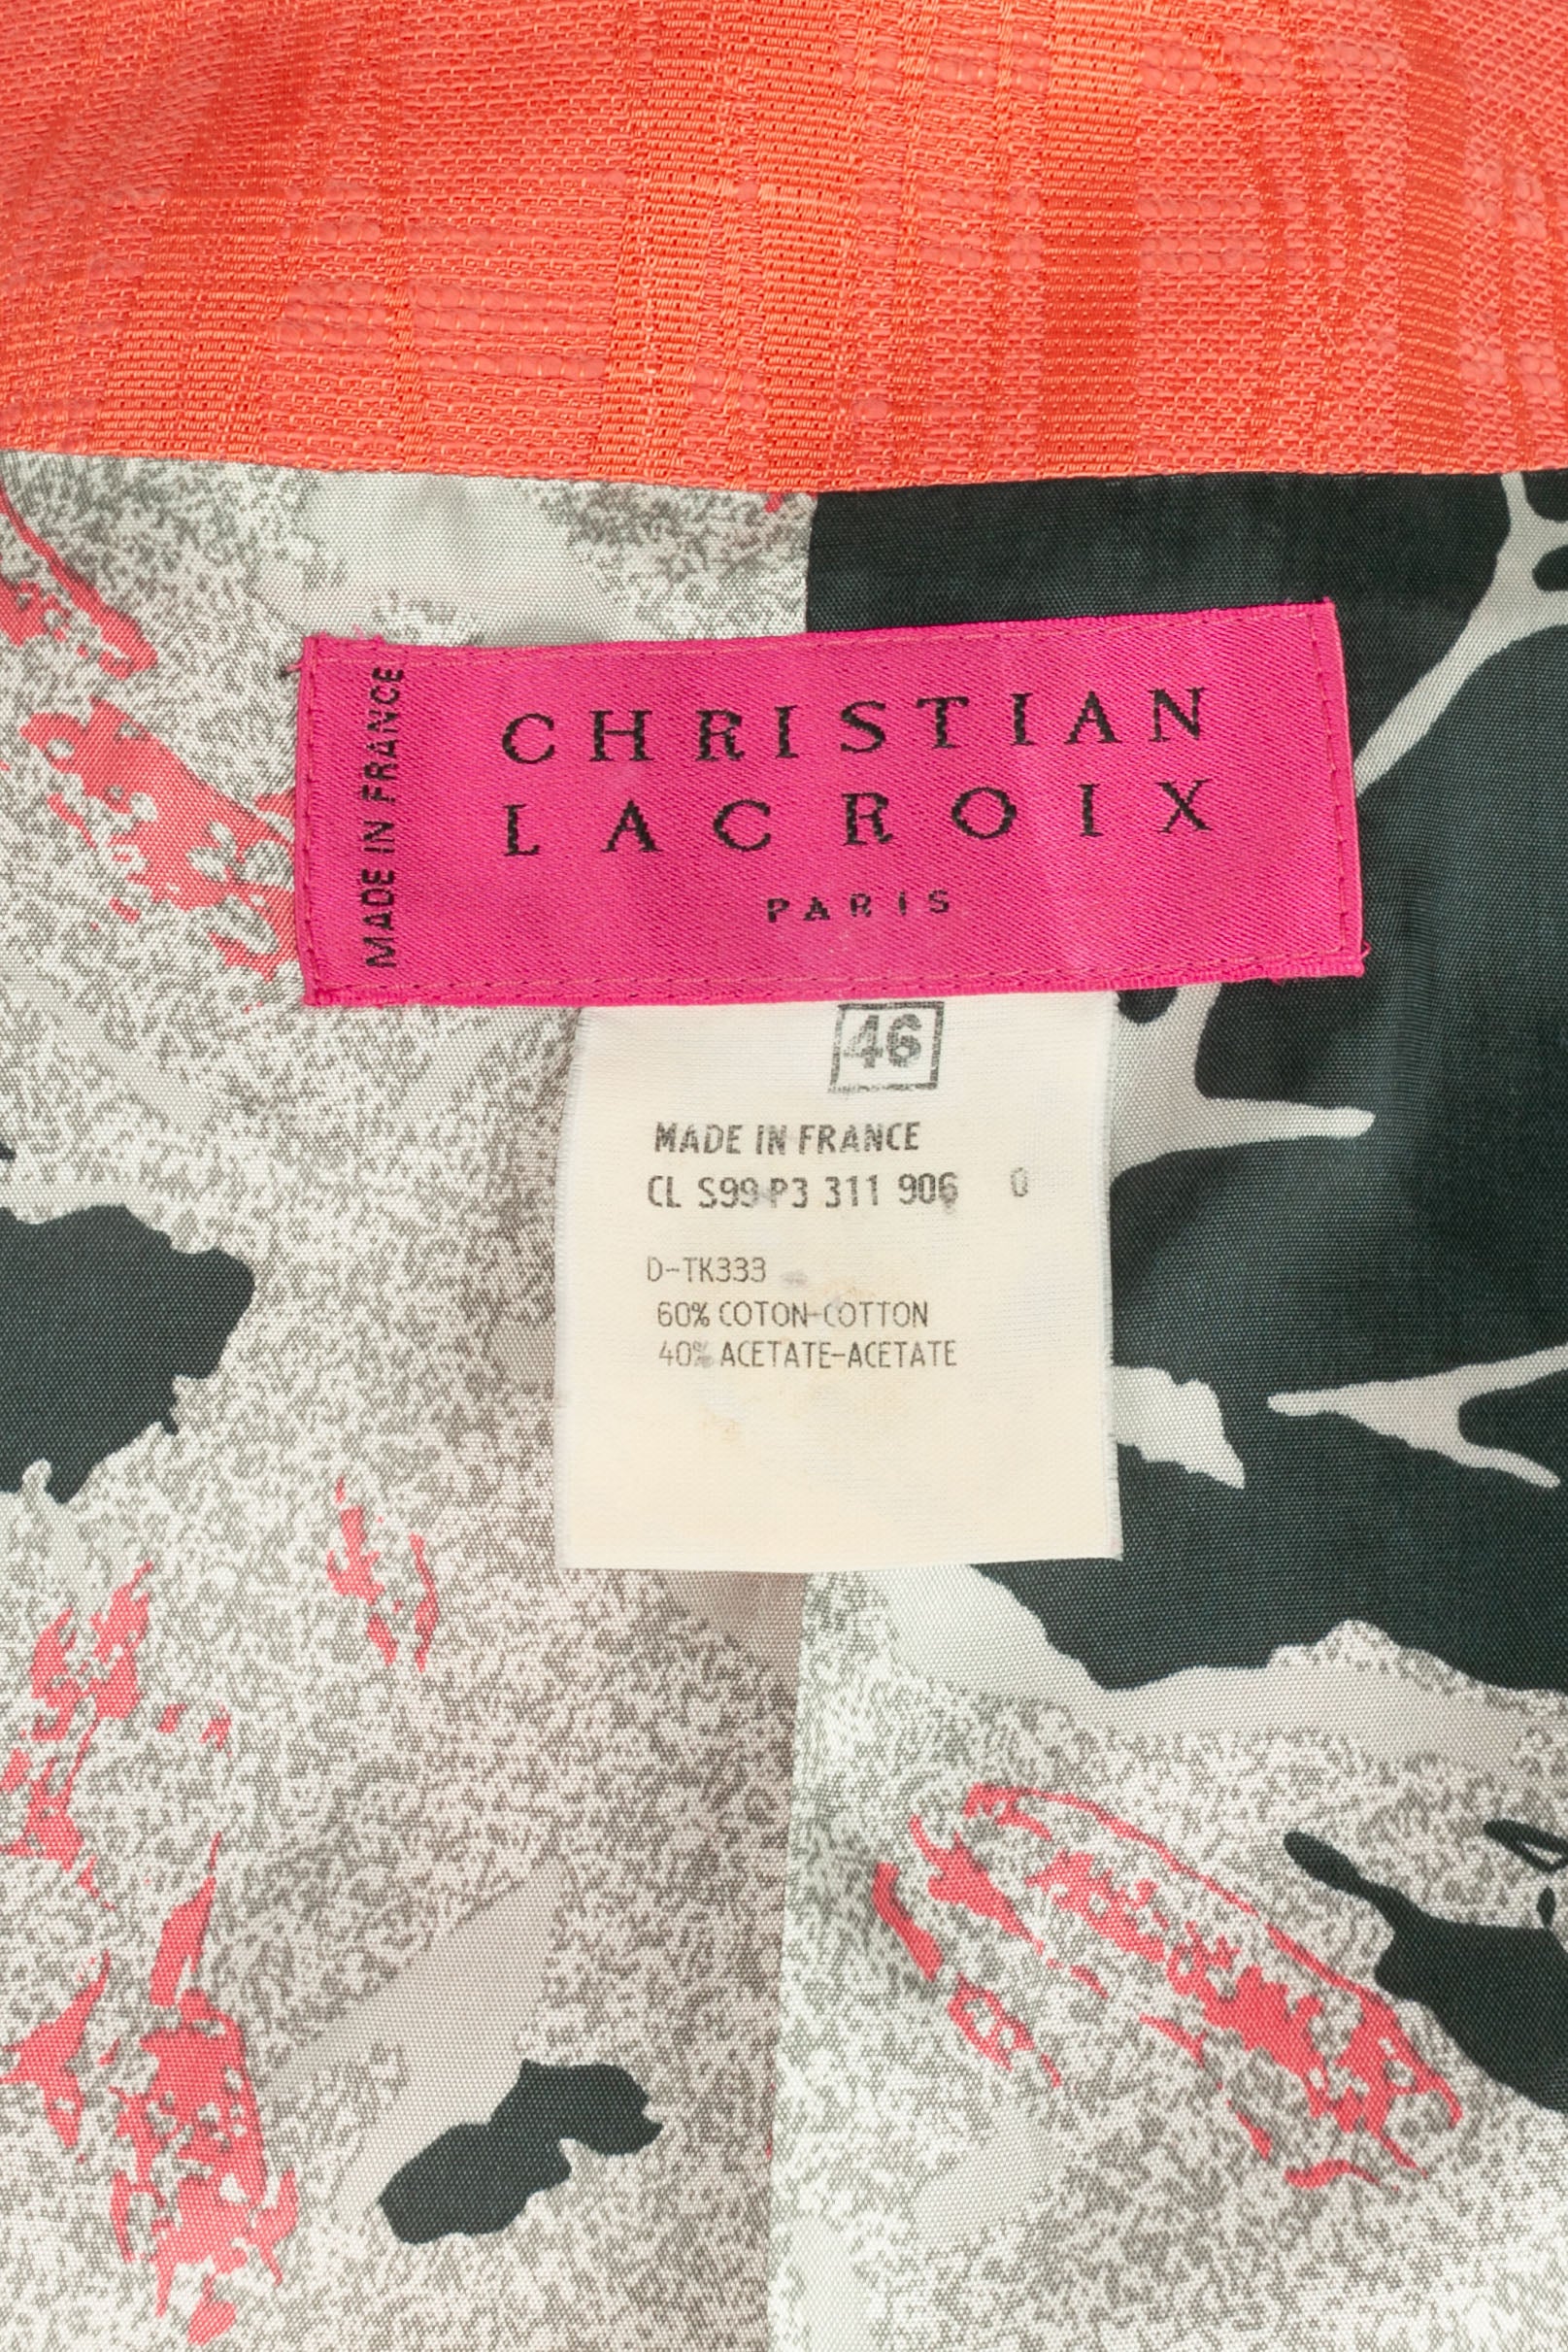 MADE IN FRANCE
CHRISTIAN
LACROIX
PARIS
46
MADE IN FRANCE
CL S99 P3 311 906 0
D-TK333
60% COTON-COTTON
40% ACETATE-ACETATE